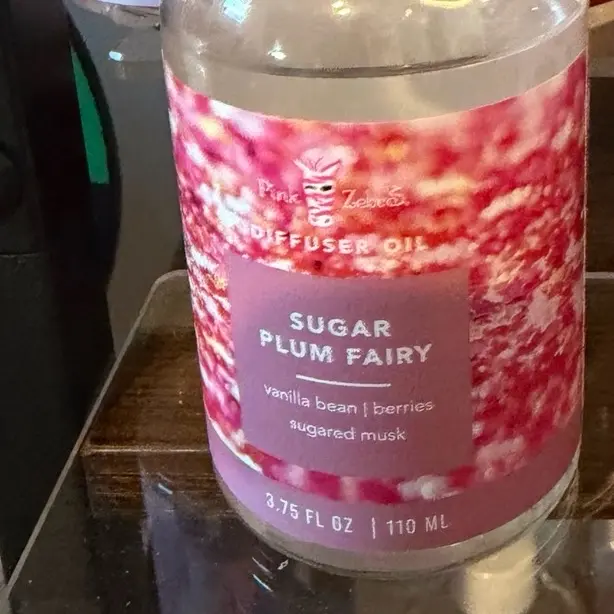 Pink Zebra
DIFFUSER OIL
SUGAR
PLUM FAIRY
vanilla bean | berries
sugared musk
3.75 FL OZ | 110 ML